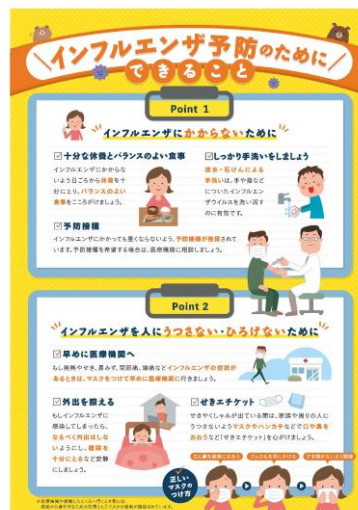 インフルエンザ予防のために
できること
Point 1
インフルエンザにかからないために
十分な休養とバランスのよい食事
インフルエンザにかからな
いよう日ごろから休養を十
分にとり、バランスのよい
食事をこころがけましょう。
しっかり手洗いをしましょう
流水・石けんによる
手洗いは、手や指など
についたインフルエン
ザウイルスを洗い流す
のに有効です。
予防接種
インフルエンザにかかっても重くならないよう、予防接種が推奨されて
います。予防接種を希望する場合は、医療機関に相談しましょう。
Point 2
インフルエンザを人にうつさない・ひろげないために
早めに医療機関へ
もし発熱やせき、鼻みず、関節痛、頭痛などインフルエンザの症状が
あるときは、マスクをつけて早めに医療機関に行きましょう。
外出を控える
もしインフルエンザに
感染してしまったら、
なるべく外出はしな
いようにし、睡眠を
十分にとるなど安静
にしましょう。
せきエチケット
せきやくしゃみが出ている間は、家族や周りの人に
うつさないようマスクやハンカチなどで口や鼻を
おおうなど「せきエチケット」を心がけましょう。
正しい
マスクの
つけ方